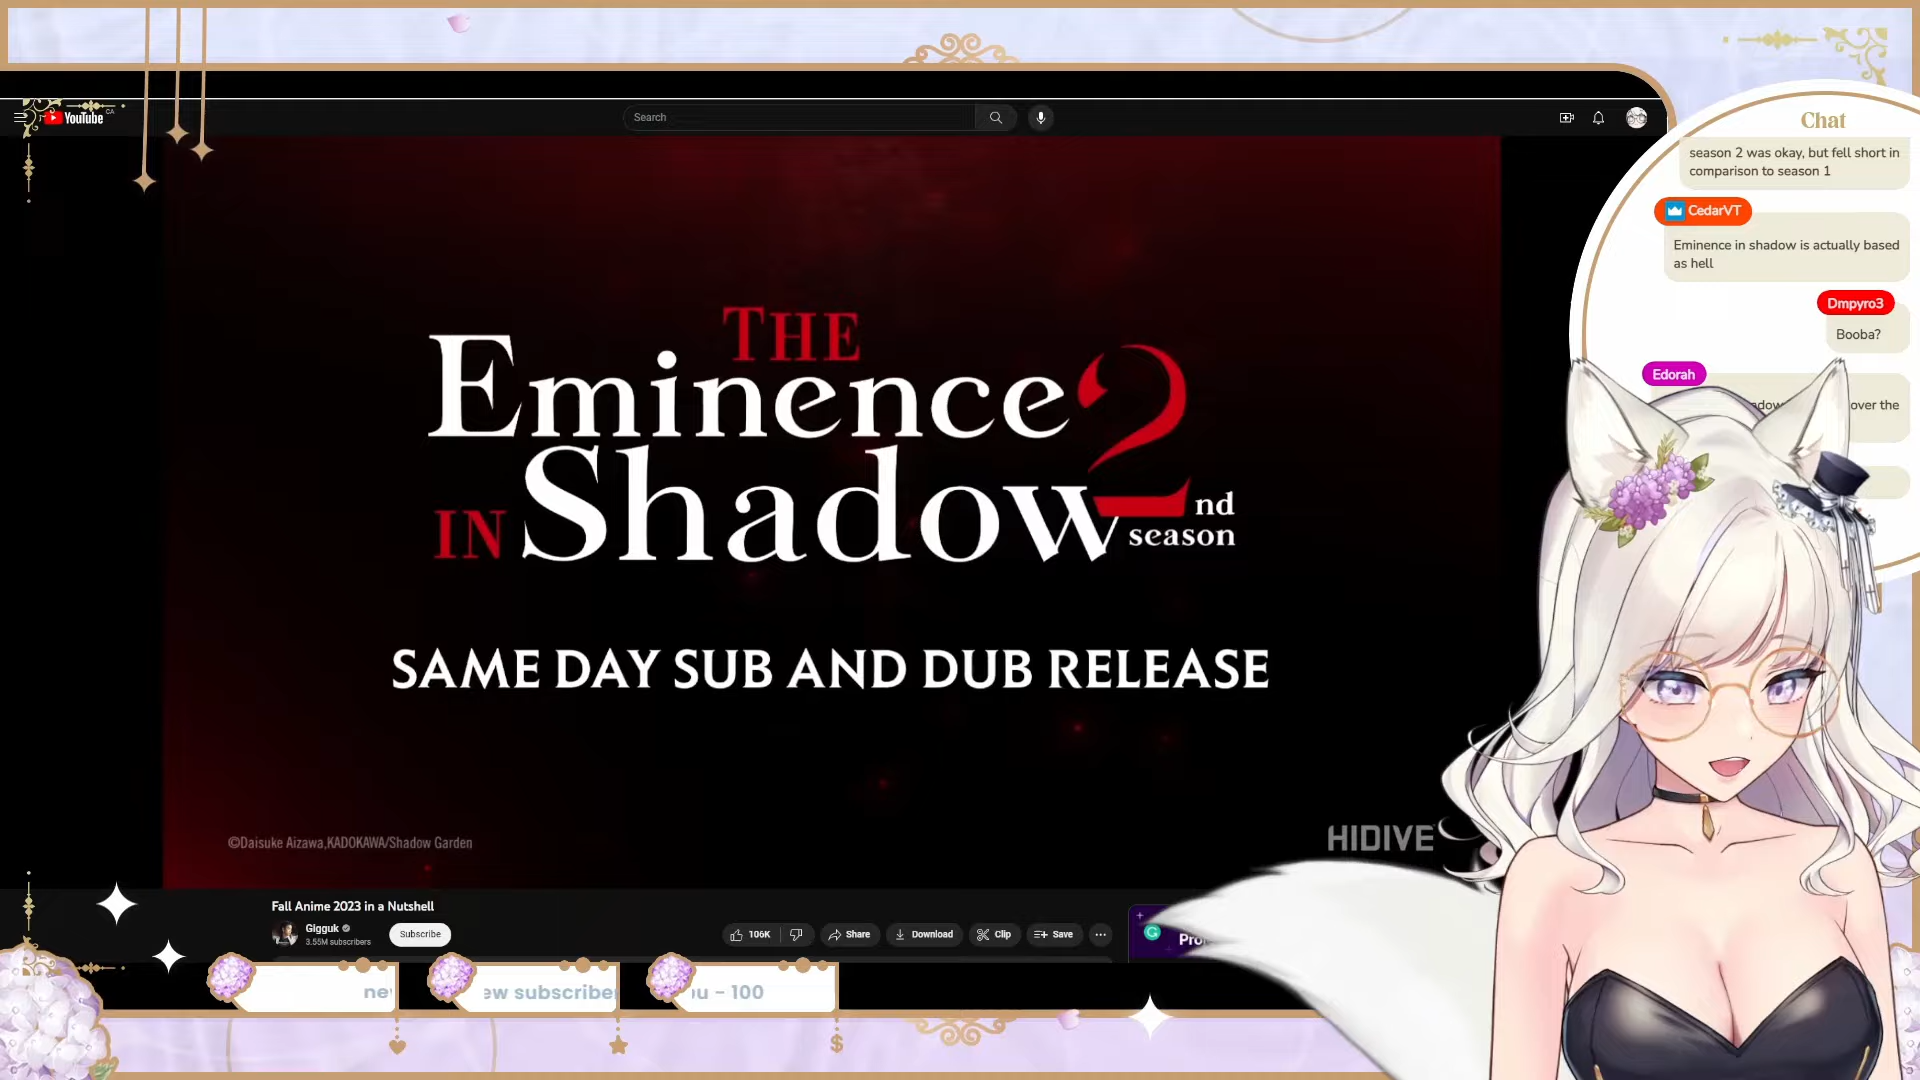 YouTube CA
Search
THE
Eminence
IN Shadow
2nd season
SAME DAY SUB AND DUB RELEASE
©Daisuke Aizawa,KADOKAWA/Shadow Garden
HIDIVE
Fall Anime 2023 in a Nutshell
Gigguk
3.55M subscribers
Subscribe
106K
Share
Download
Clip
Save
Chat
season 2 was okay, but fell short in
comparison to season 1
CedarVT
Eminence in shadow is actually based
as hell
Dmpyro3
Booba?
Edorah
over the
- 100
$